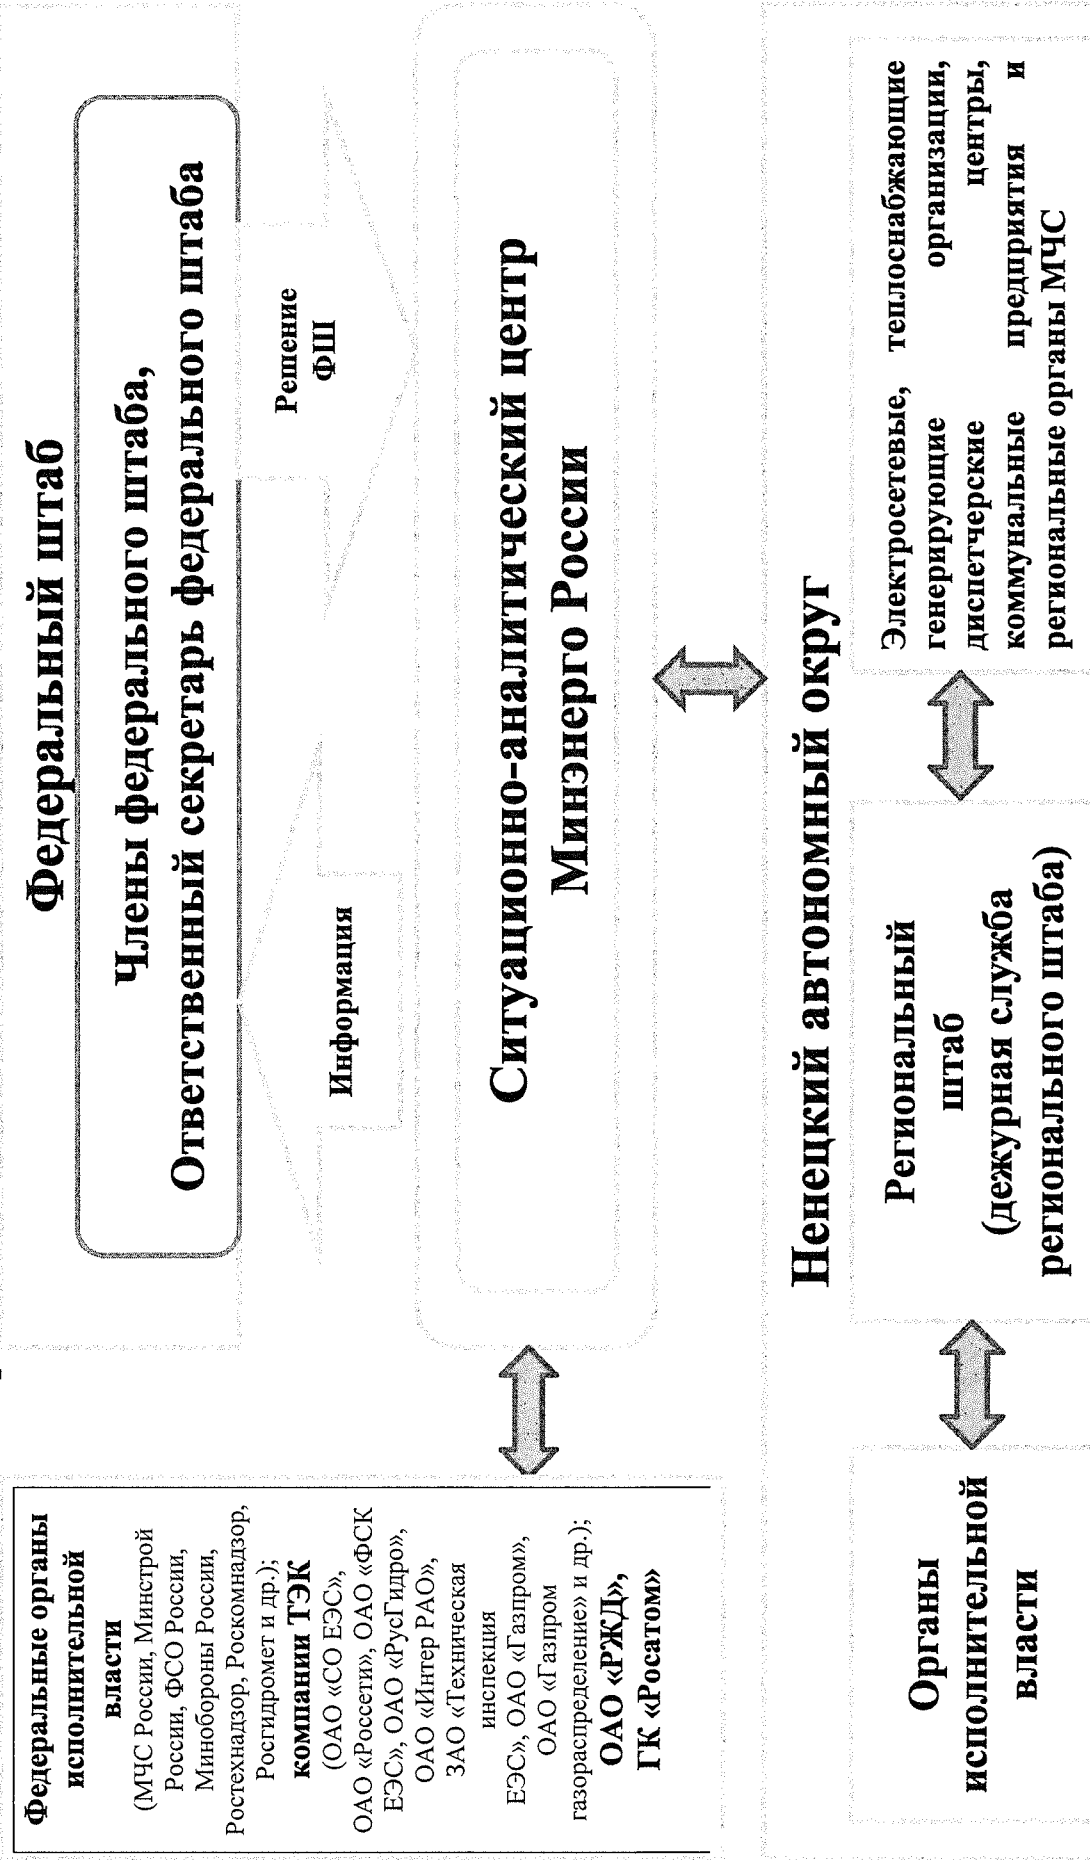 Федеральный штаб
Члены федерального штаба,
Ответственный секретарь федерального штаба
Федеральные органы
исполнительной
власти
(МЧС России, Минстрой
России, ФСО России,
Минобороны России,
Ростехнадзор, Роскомнадзор,
Росгидромет и др.);
компании ТЭК
(ОАО «СО ЕЭС»,
ОАО «Россети», ОАО «ФСК
ЕЭС», ОАО «РусГидро»,
ОАО «Интер РАО»,
ЗАО «Техническая
инспекция
ЕЭС», ОАО «Газпром»,
ОАО «Газпром
газораспределение» и др.);
ОАО «РЖД»,
ГК «Росатом»
Информация
Решение
ФШ
Ситуационно-аналитический центр
Минэнерго России
Ненецкий автономный округ
Органы
исполнительной
власти
Региональный
штаб
(дежурная служба
регионального штаба)
Электросетевые, теплоснабжающие
генерирующие организации,
диспетчерские центры,
коммунальные предприятия и
региональные органы МЧС